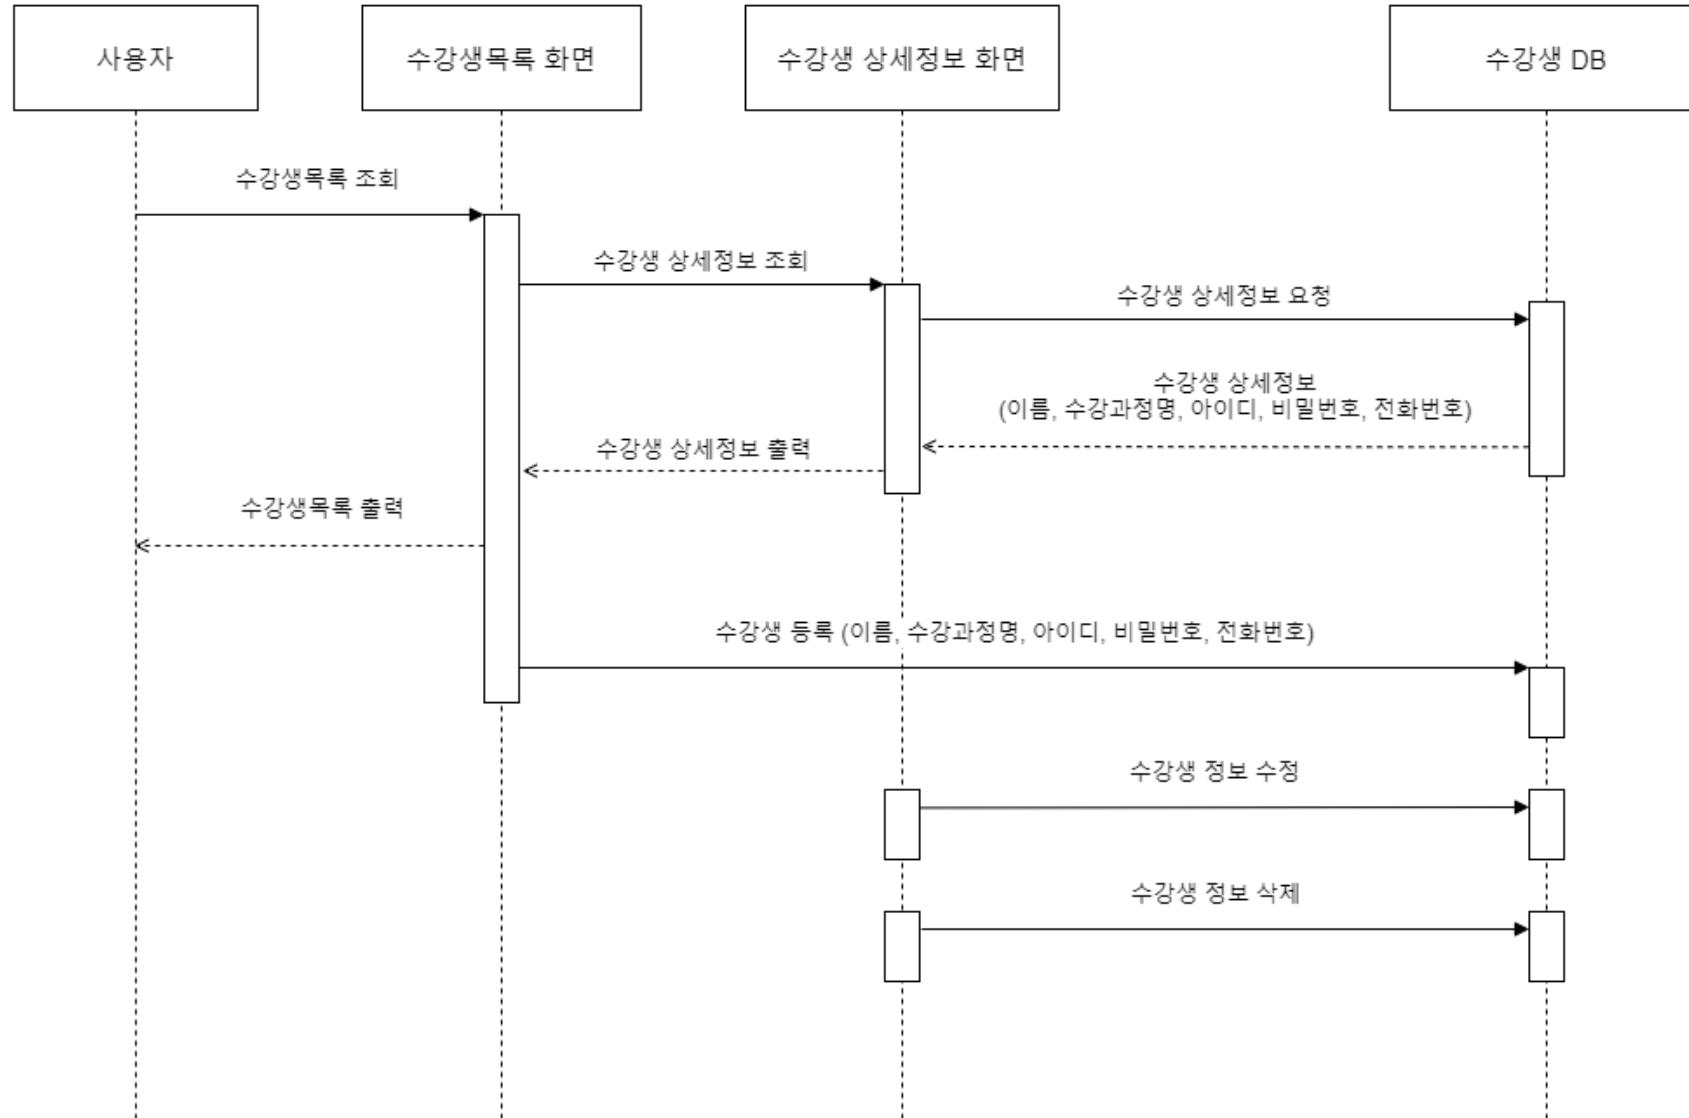 사용자
수강생목록 화면
수강생 상세정보 화면
수강생 DB
수강생목록 조회
수강생 상세정보 조회
수강생 상세정보 요청
수강생 상세정보
(이름, 수강과정명, 아이디, 비밀번호, 전화번호)
수강생 상세정보 출력
수강생목록 출력
수강생 등록 (이름, 수강과정명, 아이디, 비밀번호, 전화번호)
수강생 정보 수정
수강생 정보 삭제